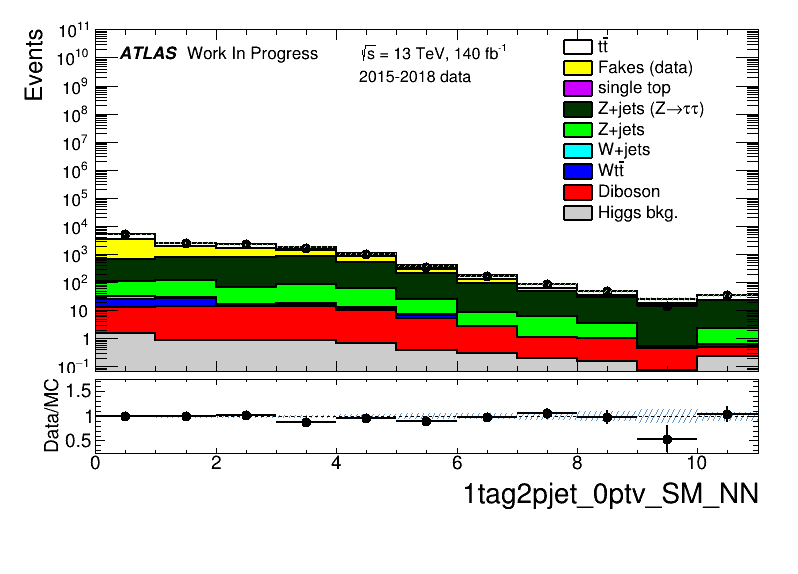 Events
10¹¹
10¹⁰
10⁹
10⁸
10⁷
10⁶
10⁵
10⁴
10³
10²
10
1
10⁻¹
ATLAS Work In Progress
√s = 13 TeV, 140 fb⁻¹
2015-2018 data
tt̄
Fakes (data)
single top
Z+jets (Z→ττ)
Z+jets
W+jets
Wtt̄
Diboson
Higgs bkg.
Data/MC
1.5
1
0.5
0 2 4 6 8 10
1tag2pjet_0ptv_SM_NN